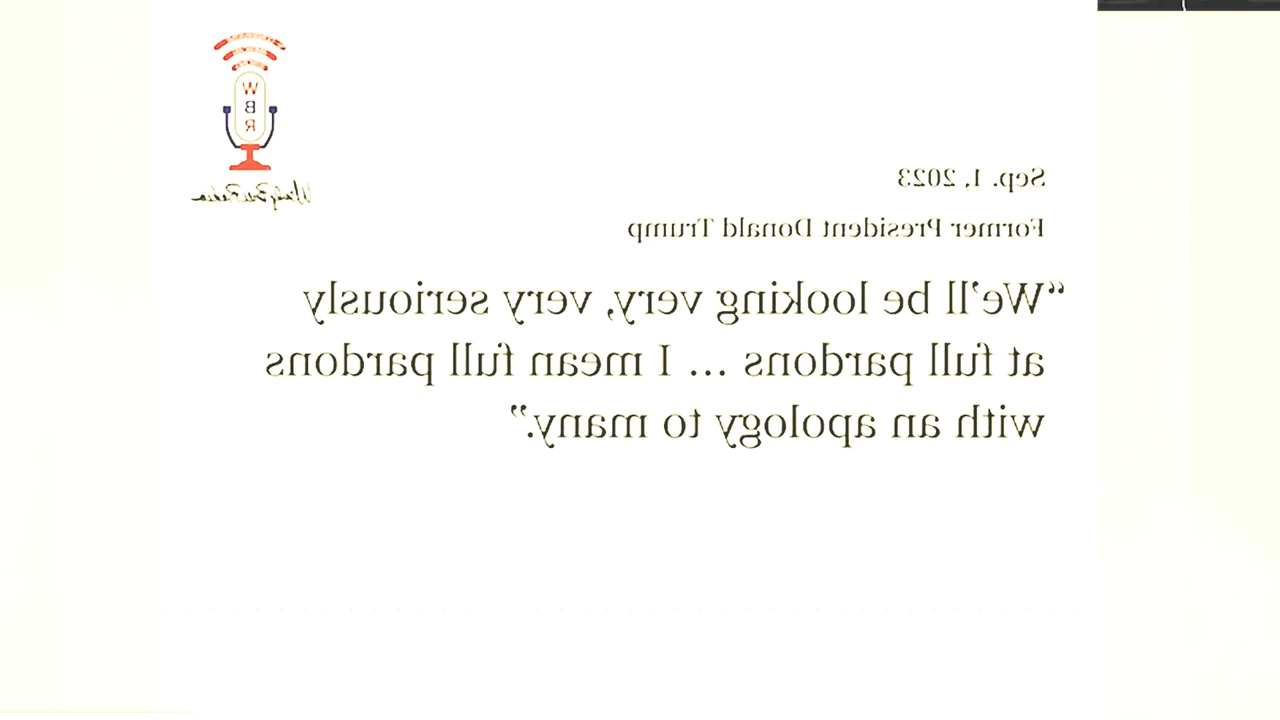 W
B
R
Sep. 1, 2023
Former President Donald Trump
“We’ll be looking very, very seriously
at full pardons ... I mean full pardons
with an apology to many.”